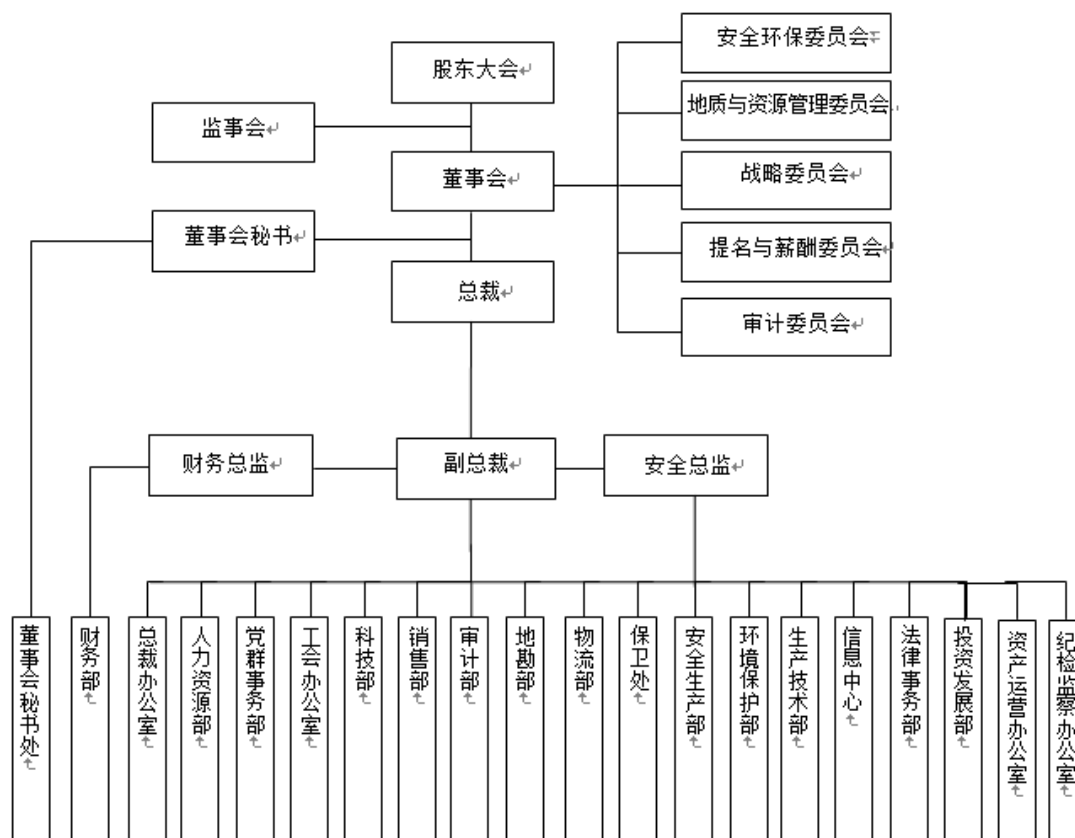 安全环保委员会
股东大会
地质与资源管理委员会
监事会
董事会
战略委员会
董事会秘书
提名与薪酬委员会
总裁
审计委员会
财务总监
副总裁
安全总监
董事会秘书处
财务部
总裁办公室
人力资源部
党群事务部
工会办公室
科技部
销售部
审计部
地勘部
物流部
保卫处
安全生产部
环境保护部
生产技术部
信息中心
法律事务部
投资发展部
资产运营办公室
纪检监察办公室